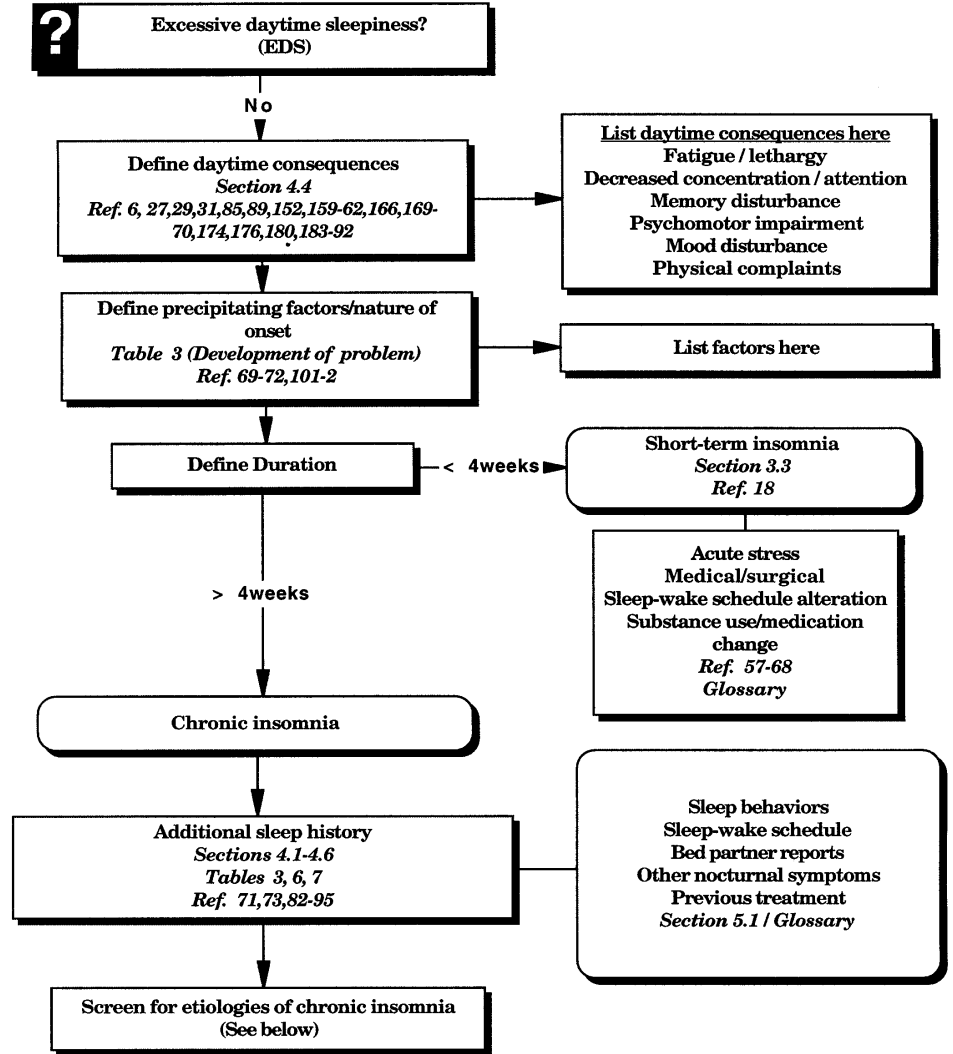 ?
Excessive daytime sleepiness?
(EDS)
No
Define daytime consequences
Section 4.4
Ref. 6, 27,29,31,85,89,152,159-62,166,169-
70,174,176,180,183-92
List daytime consequences here
Fatigue / lethargy
Decreased concentration / attention
Memory disturbance
Psychomotor impairment
Mood disturbance
Physical complaints
Define precipitating factors/nature of
onset
Table 3 (Development of problem)
Ref. 69-72,101-2
List factors here
Define Duration
< 4weeks
Short-term insomnia
Section 3.3
Ref. 18
Acute stress
Medical/surgical
Sleep-wake schedule alteration
Substance use/medication
change
Ref. 57-68
Glossary
> 4weeks
Chronic insomnia
Additional sleep history
Sections 4.1-4.6
Tables 3, 6, 7
Ref. 71,73,82-95
Sleep behaviors
Sleep-wake schedule
Bed partner reports
Other nocturnal symptoms
Previous treatment
Section 5.1 / Glossary
Screen for etiologies of chronic insomnia
(See below)